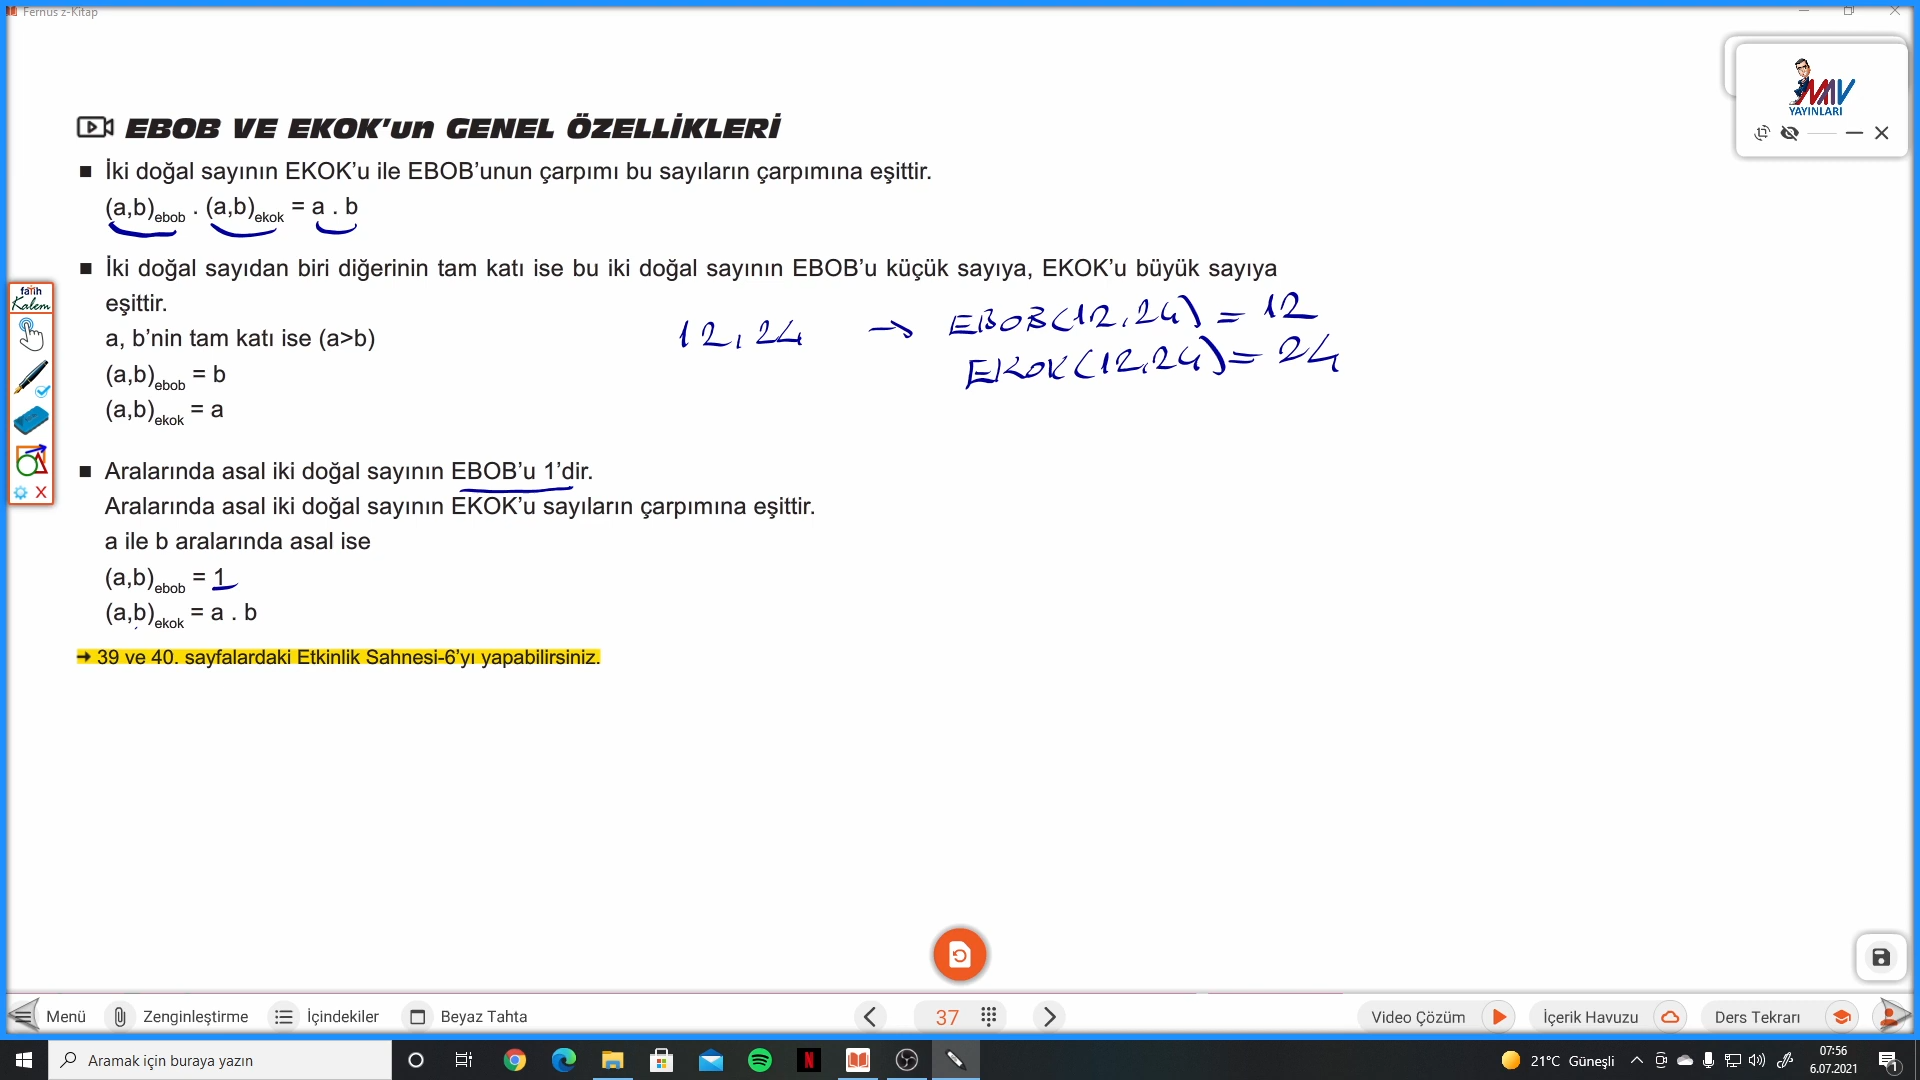 Fernus z-Kitap
MMV
YAYINLARI
EBOB VE EKOK'un GENEL ÖZELLİKLERİ
■ İki doğal sayının EKOK'u ile EBOB'unun çarpımı bu sayıların çarpımına eşittir.
(a,b)ebob . (a,b)ekok = a . b
■ İki doğal sayıdan biri diğerinin tam katı ise bu iki doğal sayının EBOB'u küçük sayıya, EKOK'u büyük sayıya
eşittir.
12, 24 → EBOB(12,24) = 12
EKOK(12,24) = 24
a, b'nin tam katı ise (a>b)
(a,b)ebob = b
(a,b)ekok = a
■ Aralarında asal iki doğal sayının EBOB'u 1'dir.
Aralarında asal iki doğal sayının EKOK'u sayıların çarpımına eşittir.
a ile b aralarında asal ise
(a,b)ebob = 1
(a,b)ekok = a . b
→ 39 ve 40. sayfalardaki Etkinlik Sahnesi-6'yı yapabilirsiniz.
fatih
Kalem
Menü Zenginleştirme İçindekiler Beyaz Tahta 37 Video Çözüm İçerik Havuzu Ders Tekrarı
Aramak için buraya yazın 21°C Güneşli 07:56
6.07.2021
1